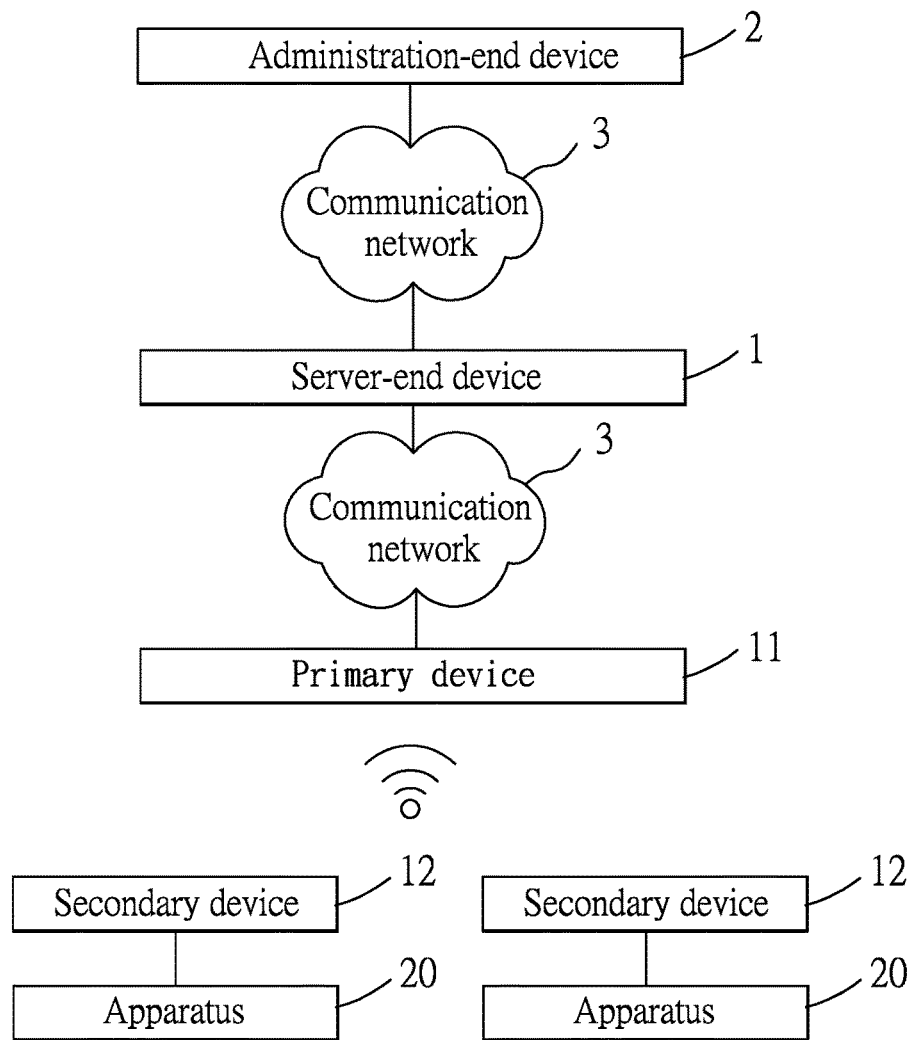 2
Administration-end device
3
Communication
network
1
Server-end device
3
Communication
network
11
Primary device
12
Secondary device
12
Secondary device
20
Apparatus
20
Apparatus